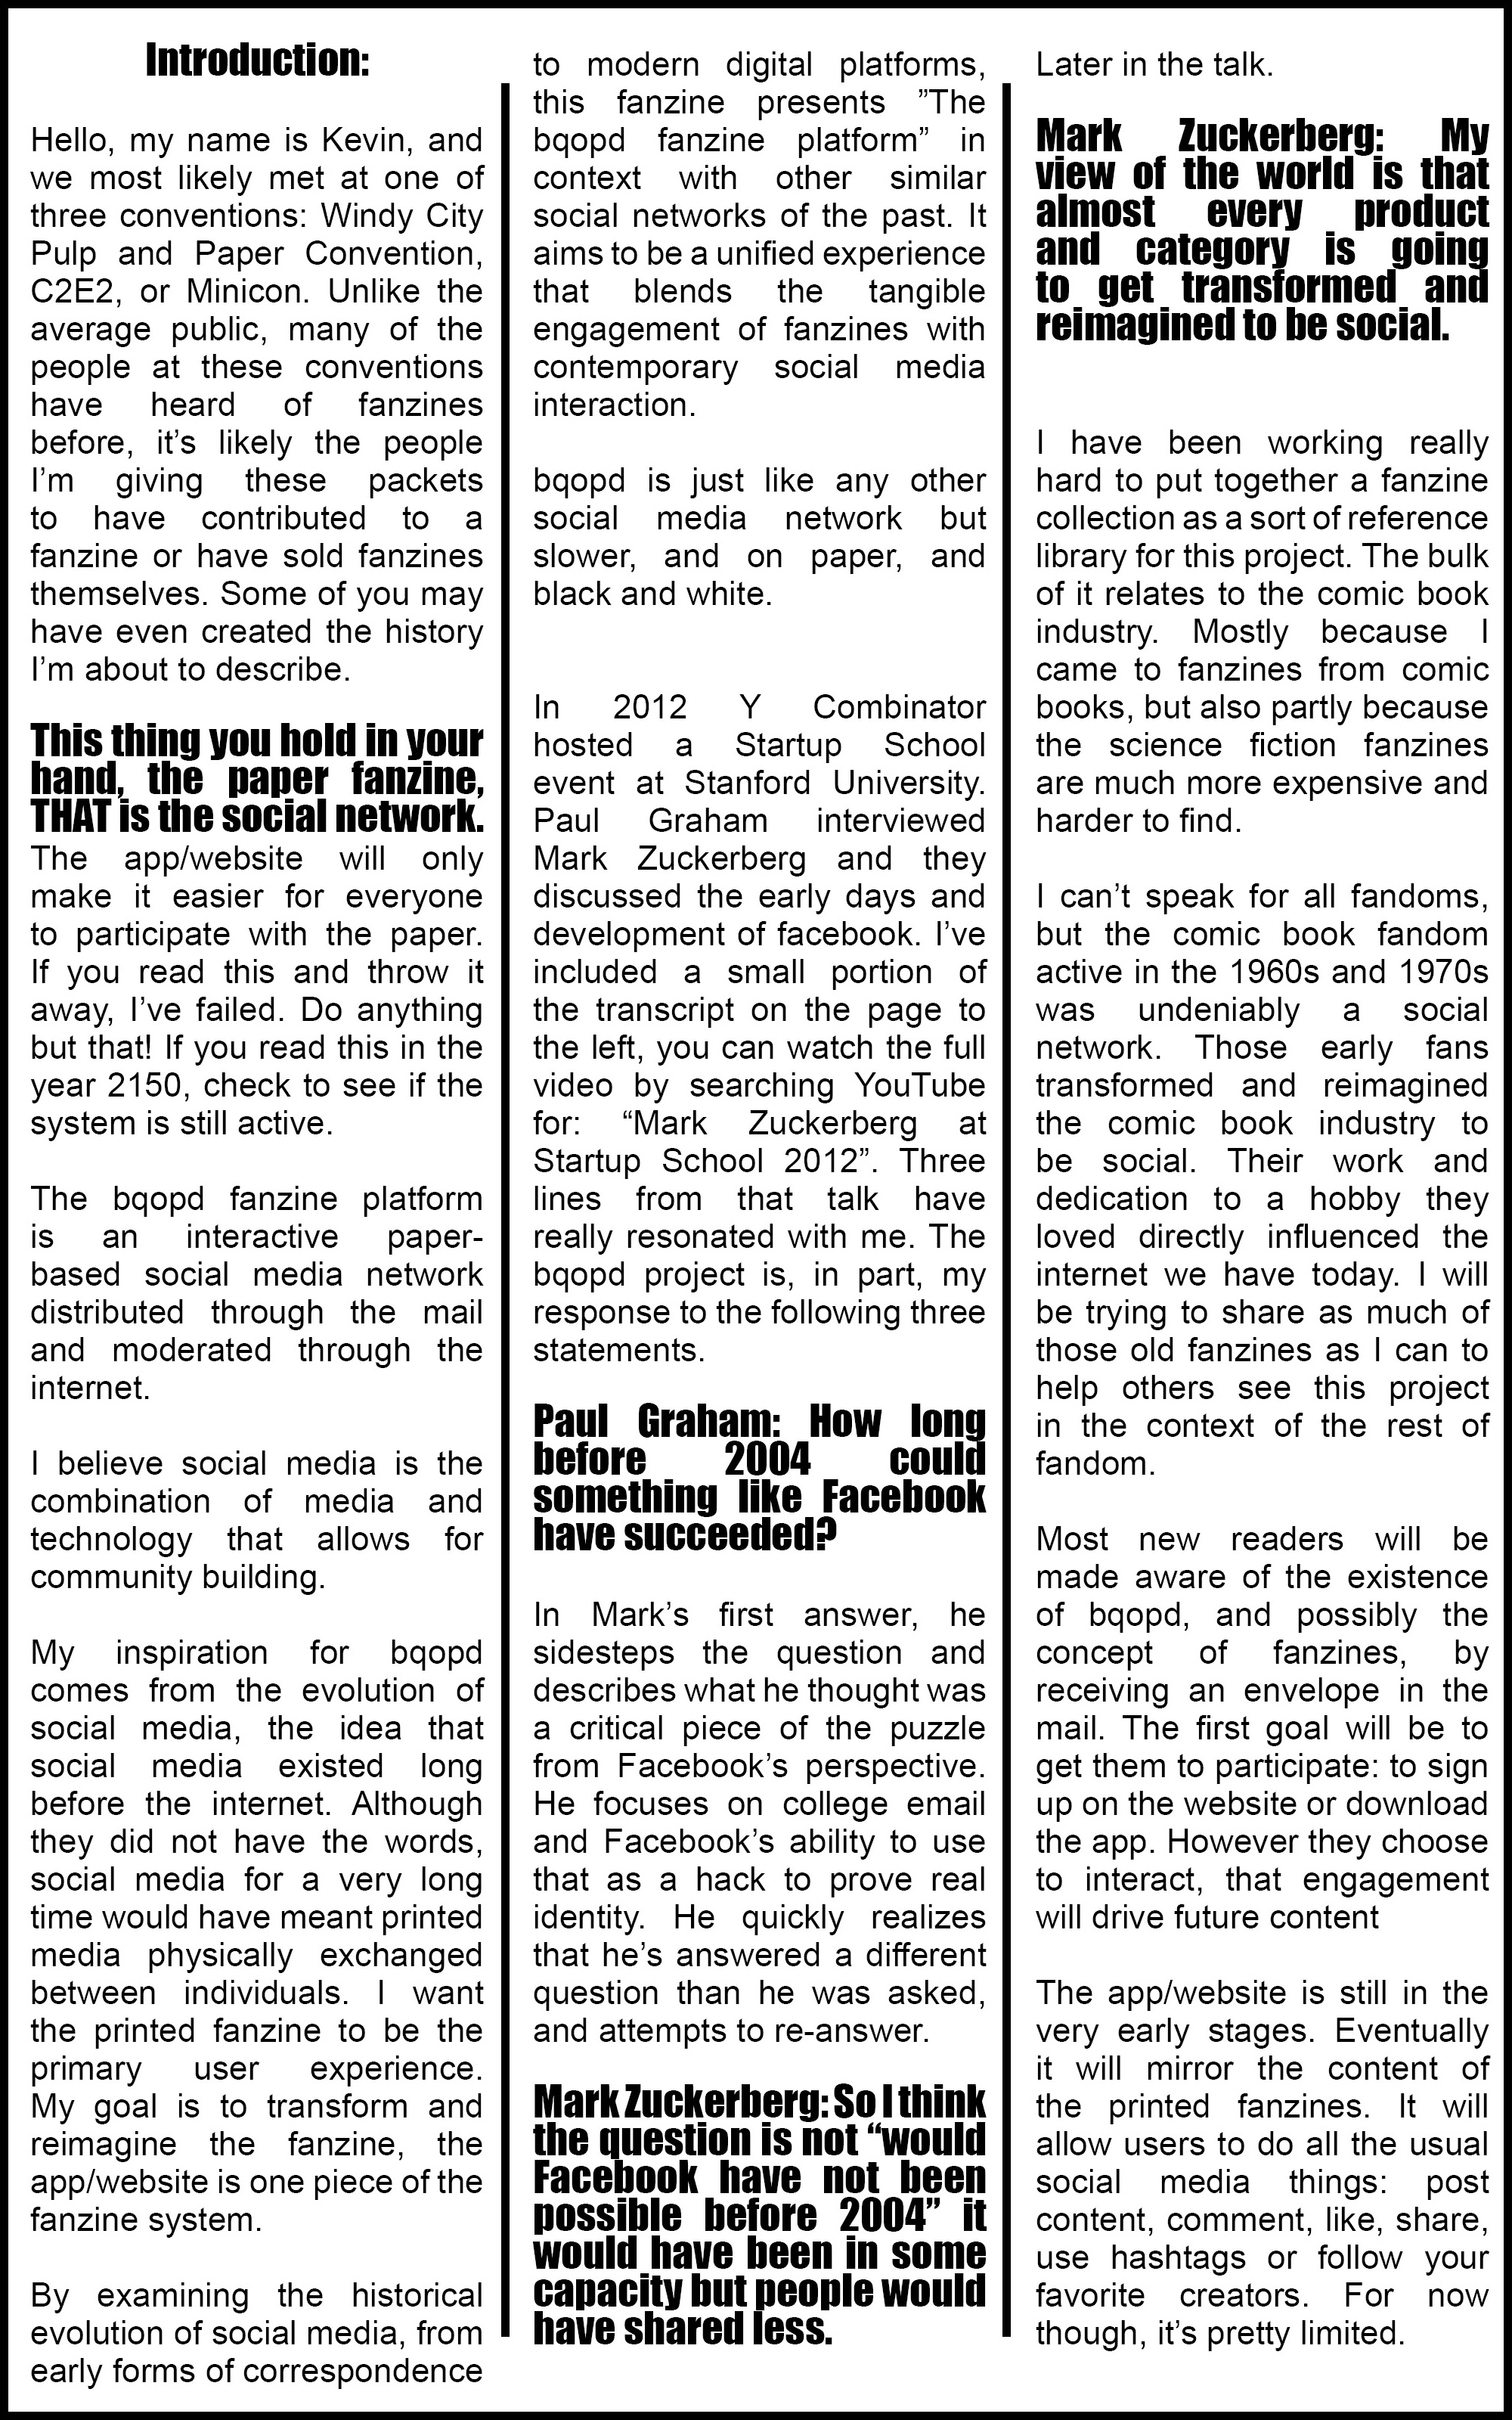 Introduction:
Hello, my name is Kevin, and
we most likely met at one of
three conventions: Windy City
Pulp and Paper Convention,
C2E2, or Minicon. Unlike the
average public, many of the
people at these conventions
have heard of fanzines
before, it’s likely the people
I’m giving these packets
to have contributed to a
fanzine or have sold fanzines
themselves. Some of you may
have even created the history
I’m about to describe.
This thing you hold in your
hand, the paper fanzine,
THAT is the social network.
The app/website will only
make it easier for everyone
to participate with the paper.
If you read this and throw it
away, I’ve failed. Do anything
but that! If you read this in the
year 2150, check to see if the
system is still active.
The bqopd fanzine platform
is an interactive paper-
based social media network
distributed through the mail
and moderated through the
internet.
I believe social media is the
combination of media and
technology that allows for
community building.
My inspiration for bqopd
comes from the evolution of
social media, the idea that
social media existed long
before the internet. Although
they did not have the words,
social media for a very long
time would have meant printed
media physically exchanged
between individuals. I want
the printed fanzine to be the
primary user experience.
My goal is to transform and
reimagine the fanzine, the
app/website is one piece of the
fanzine system.
By examining the historical
evolution of social media, from
early forms of correspondence
to modern digital platforms,
this fanzine presents ”The
bqopd fanzine platform” in
context with other similar
social networks of the past. It
aims to be a unified experience
that blends the tangible
engagement of fanzines with
contemporary social media
interaction.
bqopd is just like any other
social media network but
slower, and on paper, and
black and white.
In 2012 Y Combinator
hosted a Startup School
event at Stanford University.
Paul Graham interviewed
Mark Zuckerberg and they
discussed the early days and
development of facebook. I’ve
included a small portion of
the transcript on the page to
the left, you can watch the full
video by searching YouTube
for: “Mark Zuckerberg at
Startup School 2012”. Three
lines from that talk have
really resonated with me. The
bqopd project is, in part, my
response to the following three
statements.
Paul Graham: How long
before 2004 could
something like Facebook
have succeeded?
In Mark’s first answer, he
sidesteps the question and
describes what he thought was
a critical piece of the puzzle
from Facebook’s perspective.
He focuses on college email
and Facebook’s ability to use
that as a hack to prove real
identity. He quickly realizes
that he’s answered a different
question than he was asked,
and attempts to re-answer.
Mark Zuckerberg: So I think
the question is not “would
Facebook have not been
possible before 2004” it
would have been in some
capacity but people would
have shared less.
Later in the talk.
Mark Zuckerberg: My
view of the world is that
almost every product
and category is going
to get transformed and
reimagined to be social.
I have been working really
hard to put together a fanzine
collection as a sort of reference
library for this project. The bulk
of it relates to the comic book
industry. Mostly because I
came to fanzines from comic
books, but also partly because
the science fiction fanzines
are much more expensive and
harder to find.
I can’t speak for all fandoms,
but the comic book fandom
active in the 1960s and 1970s
was undeniably a social
network. Those early fans
transformed and reimagined
the comic book industry to
be social. Their work and
dedication to a hobby they
loved directly influenced the
internet we have today. I will
be trying to share as much of
those old fanzines as I can to
help others see this project
in the context of the rest of
fandom.
Most new readers will be
made aware of the existence
of bqopd, and possibly the
concept of fanzines, by
receiving an envelope in the
mail. The first goal will be to
get them to participate: to sign
up on the website or download
the app. However they choose
to interact, that engagement
will drive future content
The app/website is still in the
very early stages. Eventually
it will mirror the content of
the printed fanzines. It will
allow users to do all the usual
social media things: post
content, comment, like, share,
use hashtags or follow your
favorite creators. For now
though, it’s pretty limited.